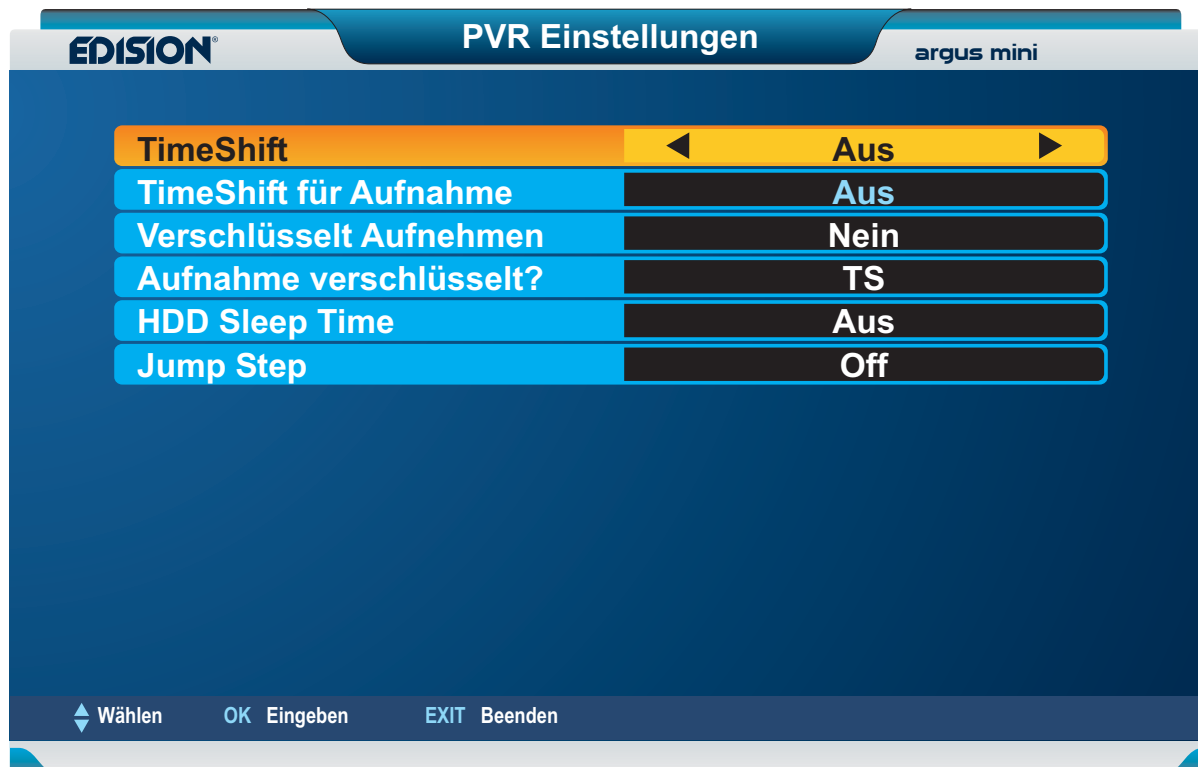 PVR Einstellungen
EDISION®
argus mini
TimeShift Aus
TimeShift für Aufnahme Aus
Verschlüsselt Aufnehmen Nein
Aufnahme verschlüsselt? TS
HDD Sleep Time Aus
Jump Step Off
Wählen OK Eingeben EXIT Beenden